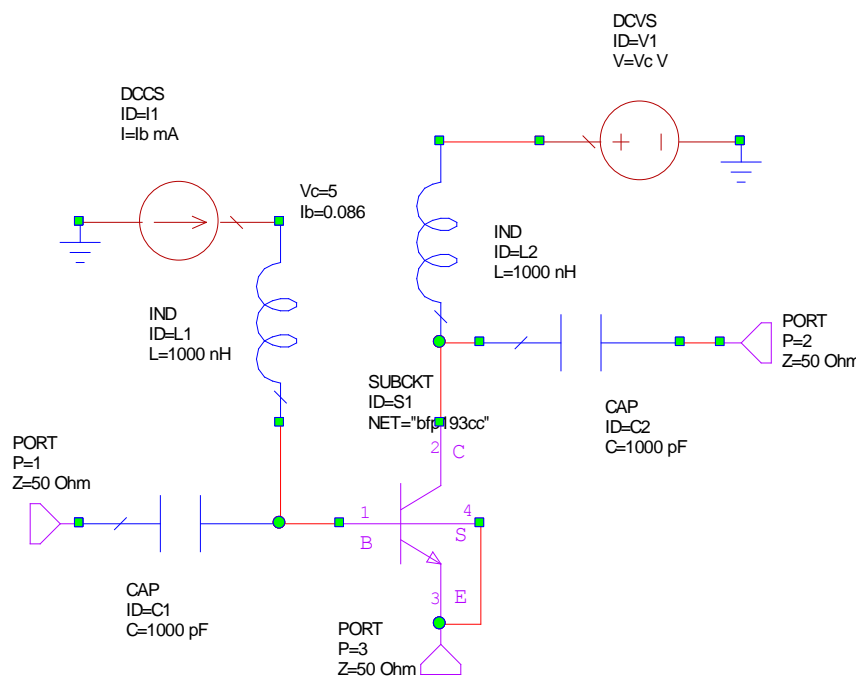 DCVS
ID=V1
V=Vc V
DCCS
ID=I1
I=Ib mA
+ −
Vc=5
Ib=0.086
IND
ID=L2
L=1000 nH
IND
ID=L1
L=1000 nH
PORT
P=2
Z=50 Ohm
SUBCKT
ID=S1
NET="bfp193cc"
CAP
ID=C2
C=1000 pF
2 C
PORT
P=1
Z=50 Ohm
1
B
4
S
CAP
ID=C1
C=1000 pF
3 E
PORT
P=3
Z=50 Ohm